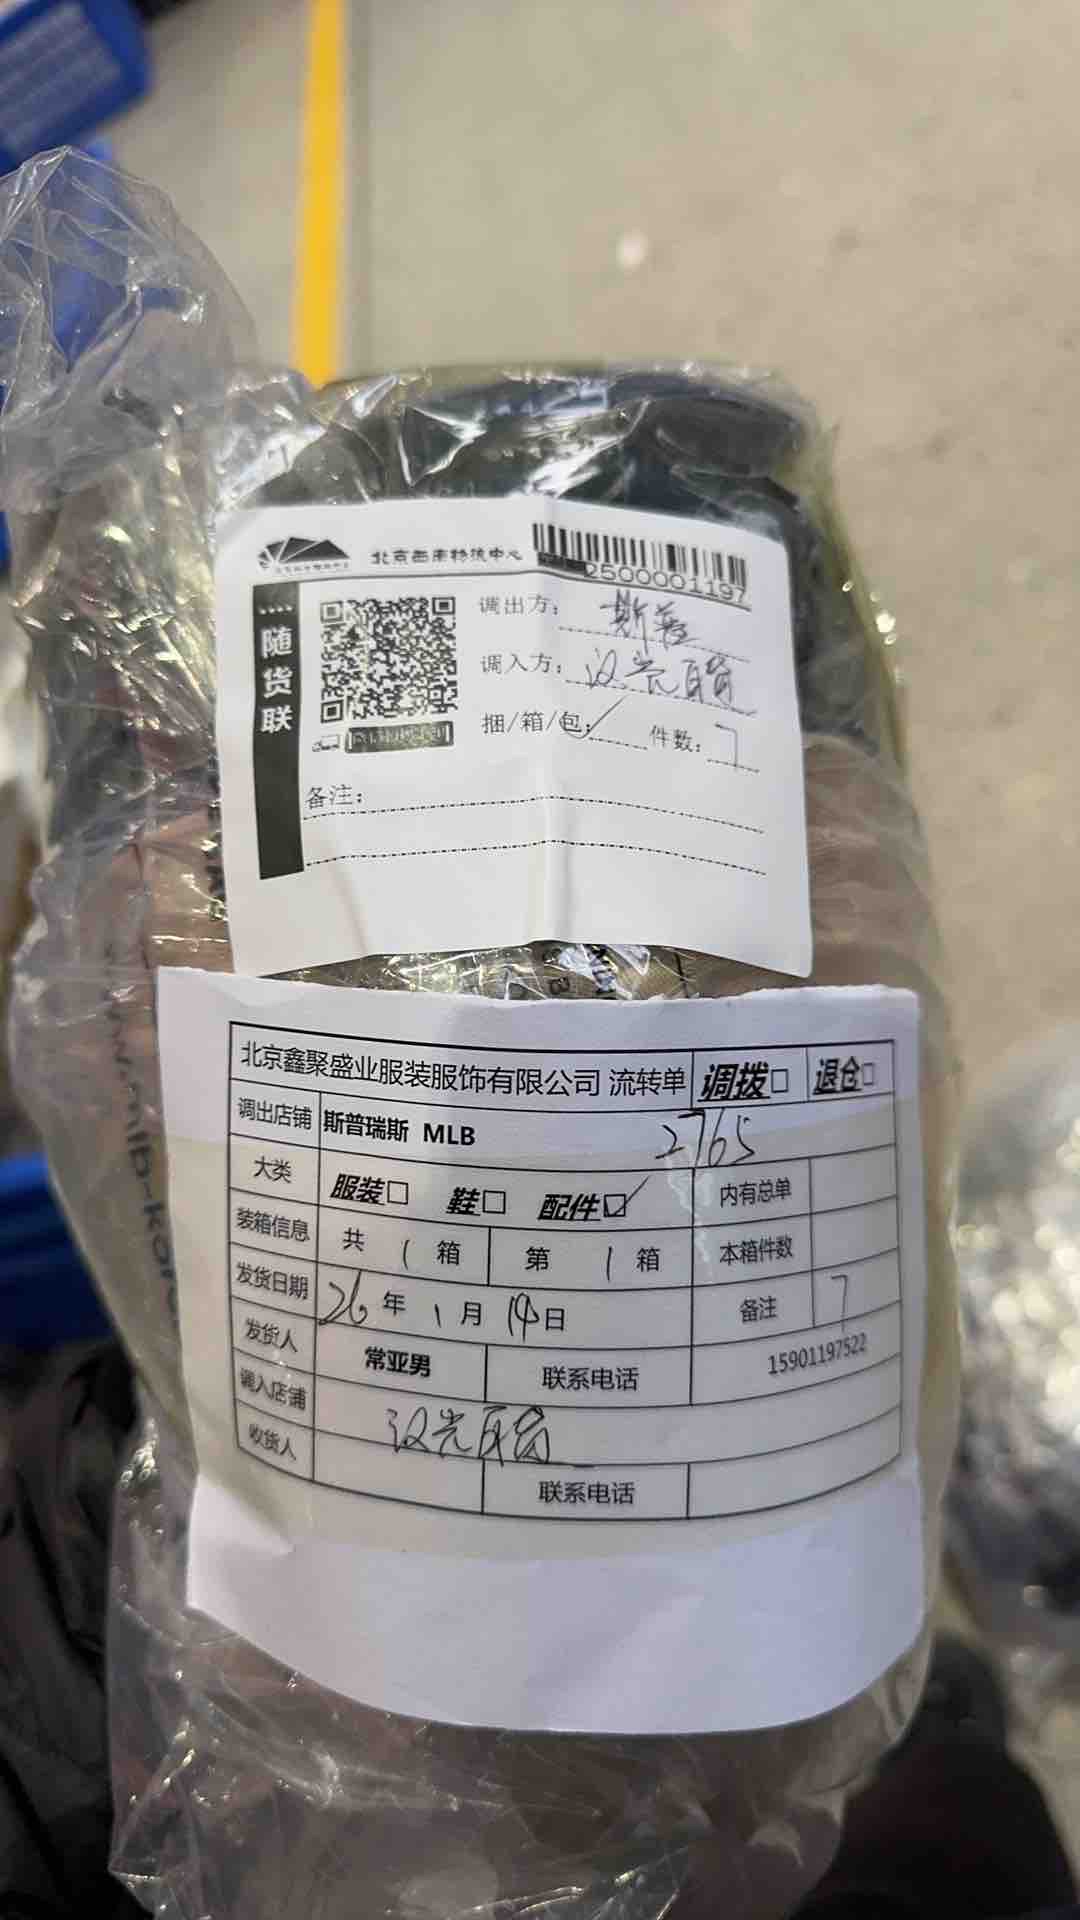 北京西南物流中心
2500001197
随货联
调出方: 斯普
调入方: 汉光百货
捆/箱/包: 件数: 7
备注:
北京鑫聚盛业服装服饰有限公司 流转单 调拨□ 退仓□
调出店铺 斯普瑞斯 MLB 2765
大类 服装□ 鞋□ 配件☑ 内有总单
装箱信息 共 1 箱 第 1 箱 本箱件数
发货日期 26 年 1 月 14 日 备注 7
发货人 常亚男 联系电话 15901197522
调入店铺 汉光百货
收货人 联系电话